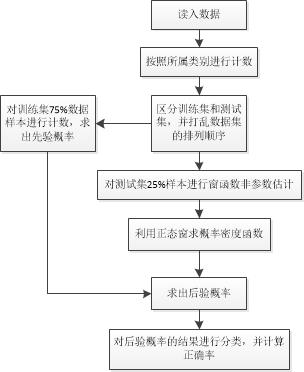 读入数据
按照所属类别进行计数
区分训练集和测试
集，并打乱数据集
的排列顺序
对训练集75%数据
样本进行计数，求
出先验概率
对测试集25%样本进行窗函数非参数估计
利用正态窗求概率密度函数
求出后验概率
对后验概率的结果进行分类，并计算
正确率